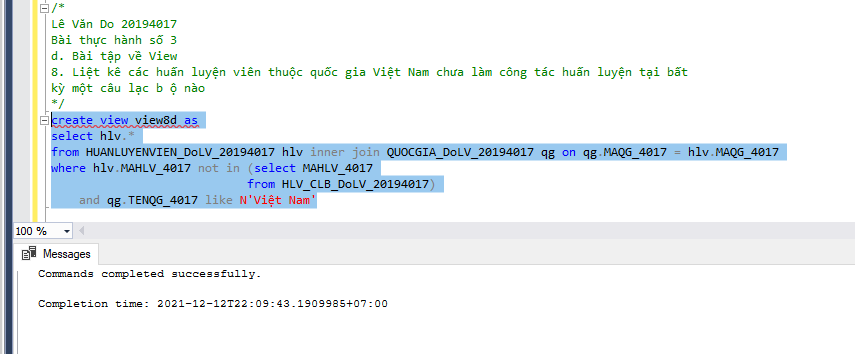 /*
Lê Văn Do 20194017
Bài thực hành số 3
d. Bài tập về View
8. Liệt kê các huấn luyện viên thuộc quốc gia Việt Nam chưa làm công tác huấn luyện tại bất
kỳ một câu lạc b ộ nào
*/
create view view8d as
select hlv.*
from HUANLUYENVIEN_DoLV_20194017 hlv inner join QUOCGIA_DoLV_20194017 qg on qg.MAQG_4017 = hlv.MAQG_4017
where hlv.MAHLV_4017 not in (select MAHLV_4017
from HLV_CLB_DoLV_20194017)
and qg.TENQG_4017 like N'Việt Nam'
100 %
Messages
Commands completed successfully.
Completion time: 2021-12-12T22:09:43.1909985+07:00